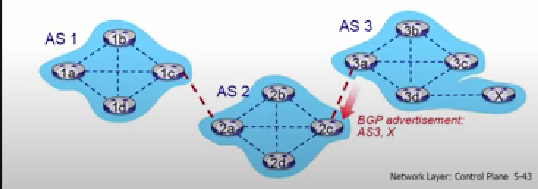 AS 1
1b
1a
1c
1d
AS 2
2b
2a
2c
2d
AS 3
3b
3a
3c
3d
X
BGP advertisement:
AS3, X
Network Layer: Control Plane 5-43